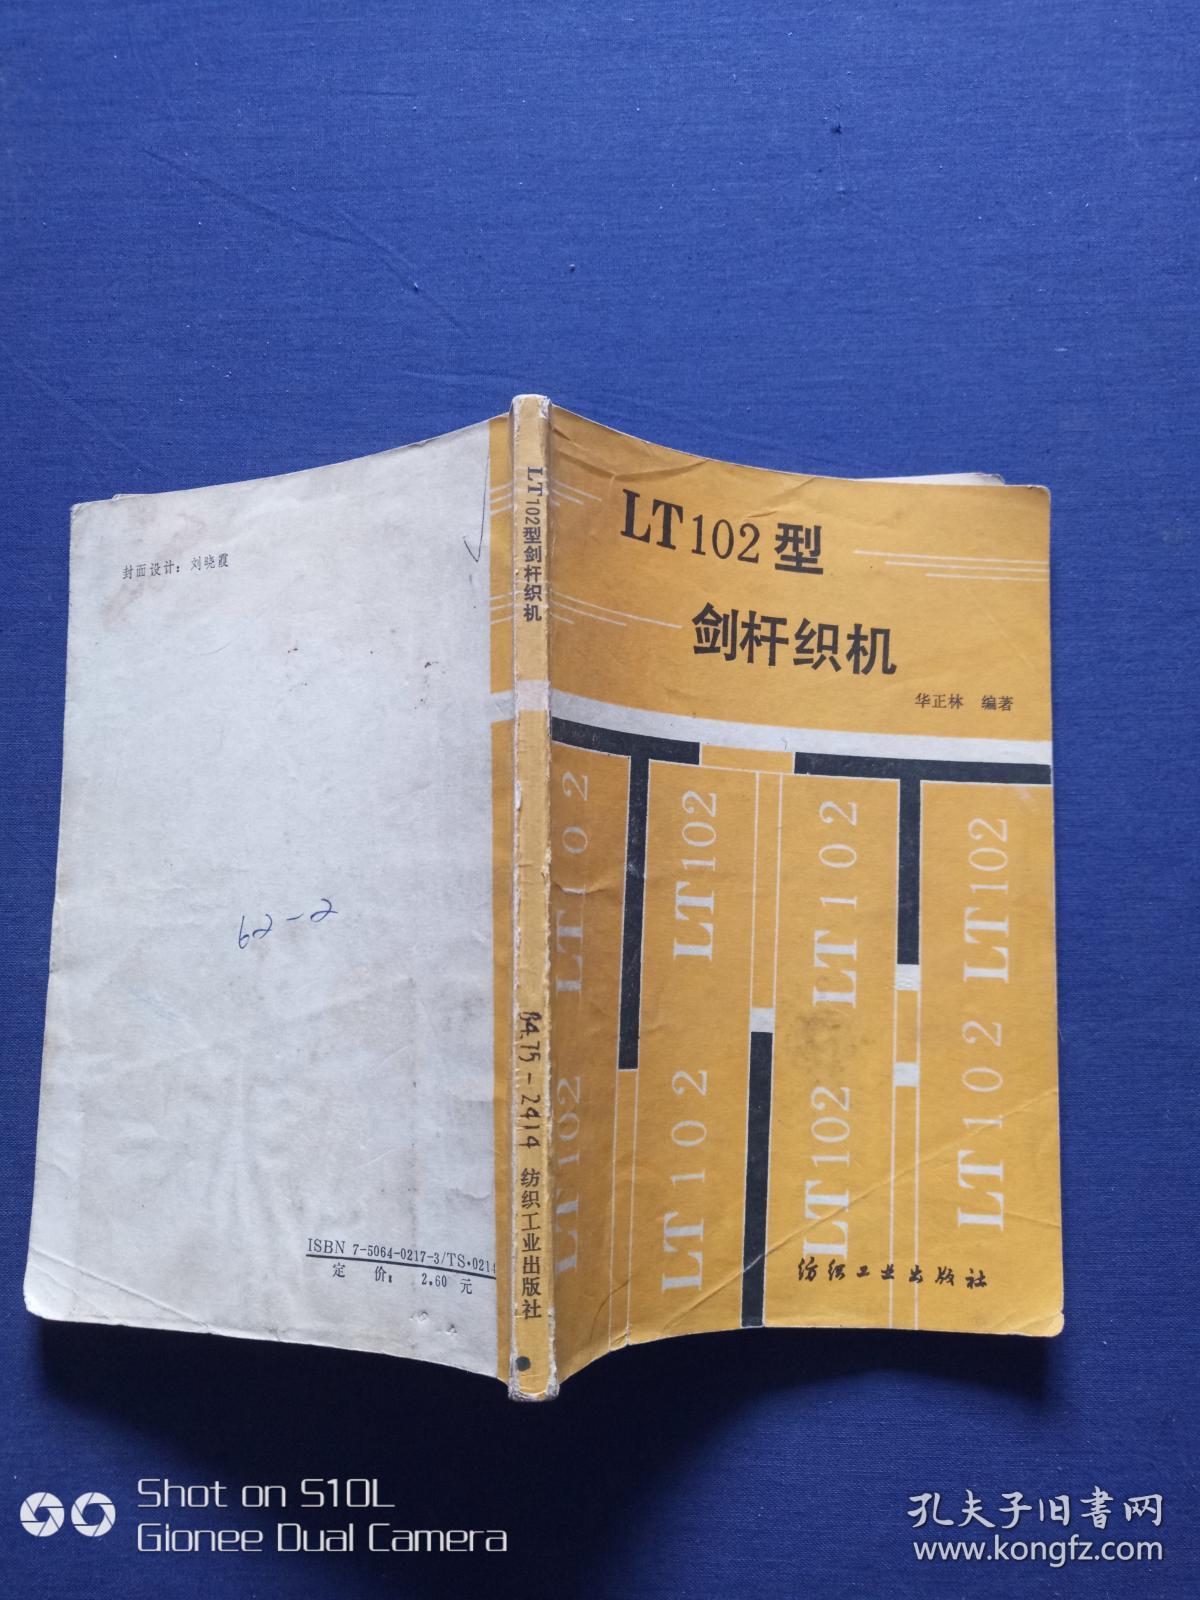 封面设计：刘晓霞
62-2
ISBN 7-5064-0217-3/TS·0214
定 价： 2.60 元
LT102型剑杆织机
84.75-2414
纺织工业出版社
LT102型
剑杆织机
华正林 编著
LT102
LT102
LT102
LT102
LT102
LT102
LT102
LT102
纺织工业出版社
Shot on S10L
Gionee Dual Camera
孔夫子旧书网
www.kongfz.com